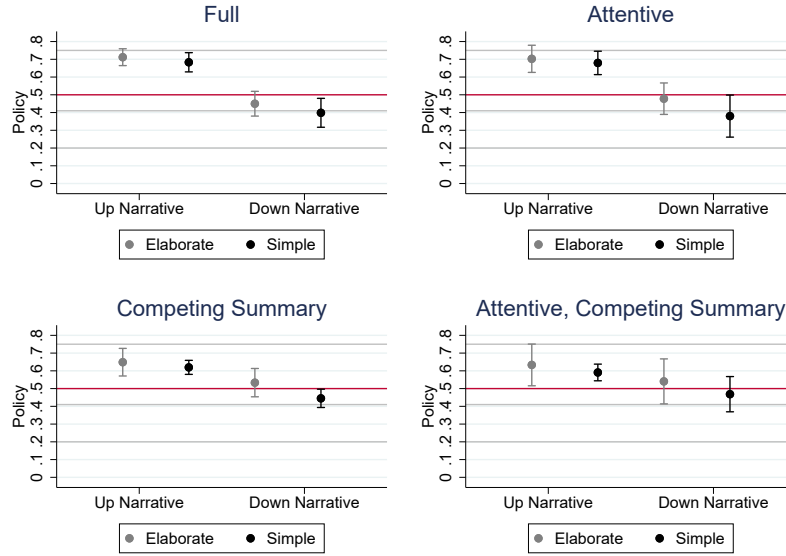 Full
Policy
0 .1 .2 .3 .4 .5 .6 .7 .8
Up Narrative Down Narrative
Elaborate Simple
Attentive
Policy
0 .1 .2 .3 .4 .5 .6 .7 .8
Up Narrative Down Narrative
Elaborate Simple
Competing Summary
Policy
0 .1 .2 .3 .4 .5 .6 .7 .8
Up Narrative Down Narrative
Elaborate Simple
Attentive, Competing Summary
Policy
0 .1 .2 .3 .4 .5 .6 .7 .8
Up Narrative Down Narrative
Elaborate Simple